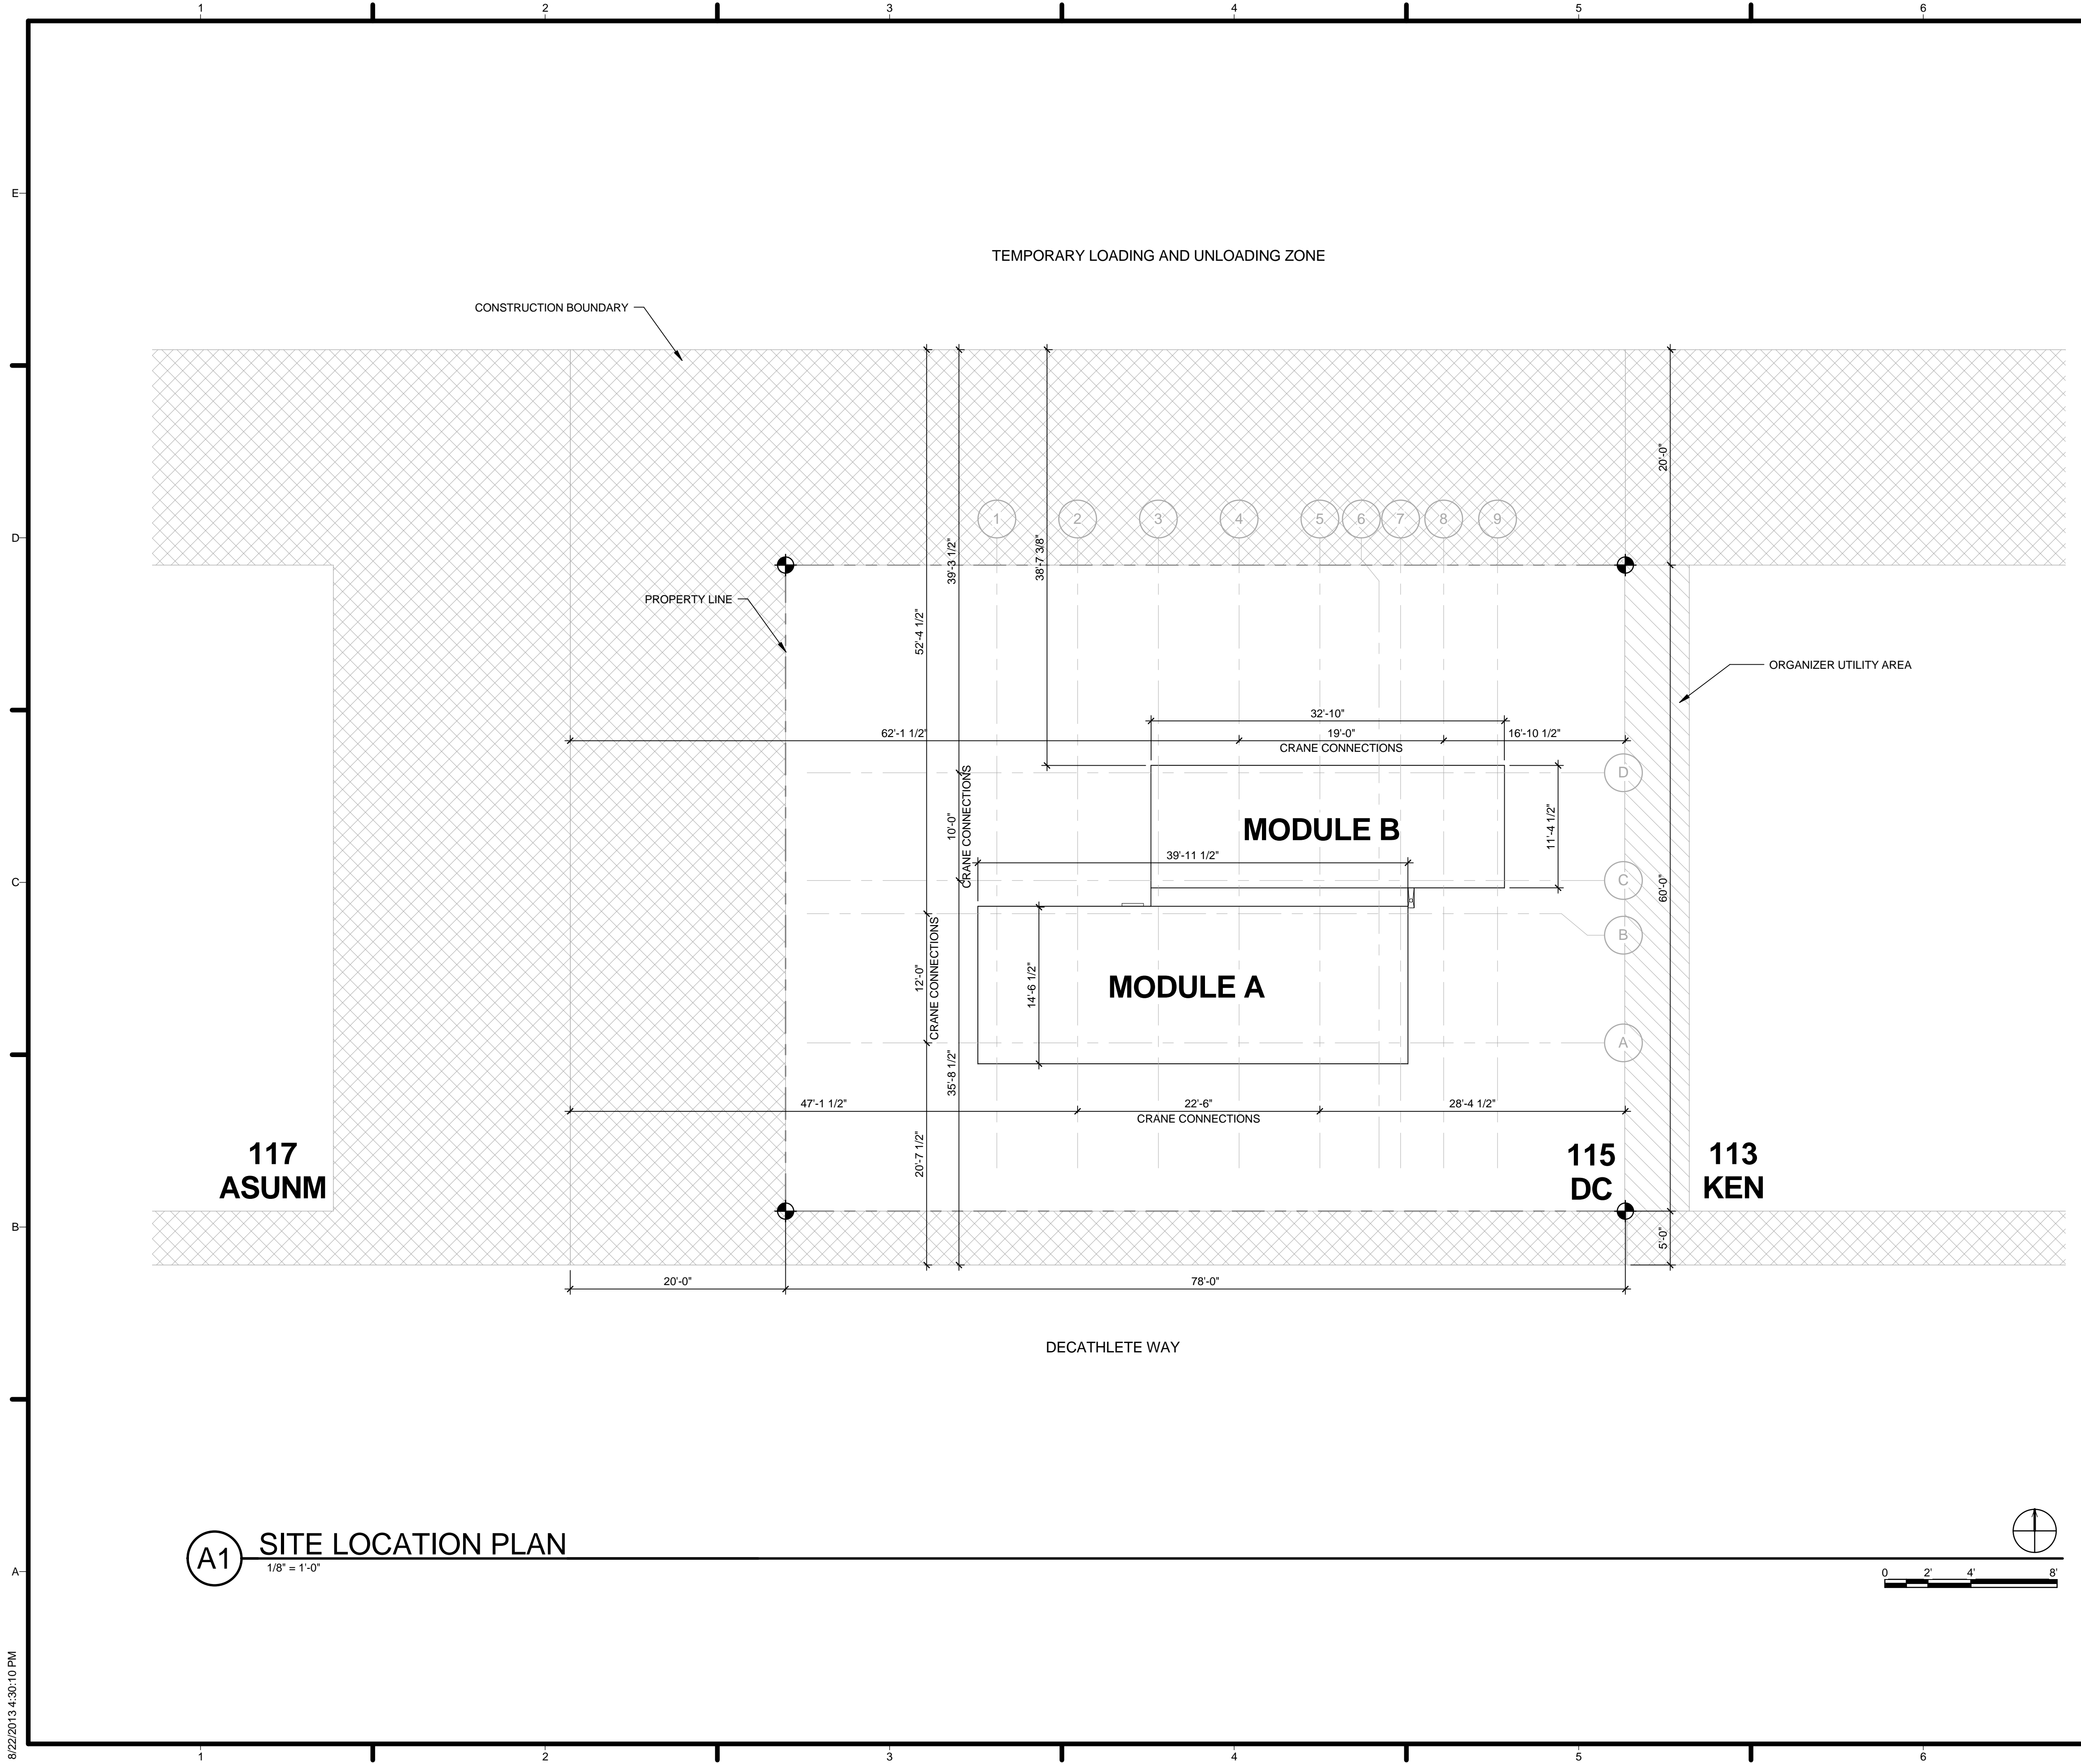 1 2 3 4 5 6
E
TEMPORARY LOADING AND UNLOADING ZONE
CONSTRUCTION BOUNDARY
20'-0"
D
1 2 3 4 5 6 7 8 9
39'-3 1/2"
38'-7 3/8"
52'-4 1/2"
PROPERTY LINE
ORGANIZER UTILITY AREA
32'-10"
62'-1 1/2"
19'-0"
16'-10 1/2"
CRANE CONNECTIONS
D
10'-0"
CRANE CONNECTIONS
MODULE B
11'-4 1/2"
39'-11 1/2"
C
C
60'-0"
B
12'-0"
CRANE CONNECTIONS
14'-6 1/2"
MODULE A
A
35'-8 1/2"
47'-1 1/2"
22'-6"
28'-4 1/2"
CRANE CONNECTIONS
20'-7 1/2"
117
ASUNM
115
DC
113
KEN
B
5'-0"
20'-0"
78'-0"
DECATHLETE WAY
A1
SITE LOCATION PLAN
1/8" = 1'-0"
A
0 2' 4' 8'
8/22/2013 4:30:10 PM
1 2 3 4 5 6